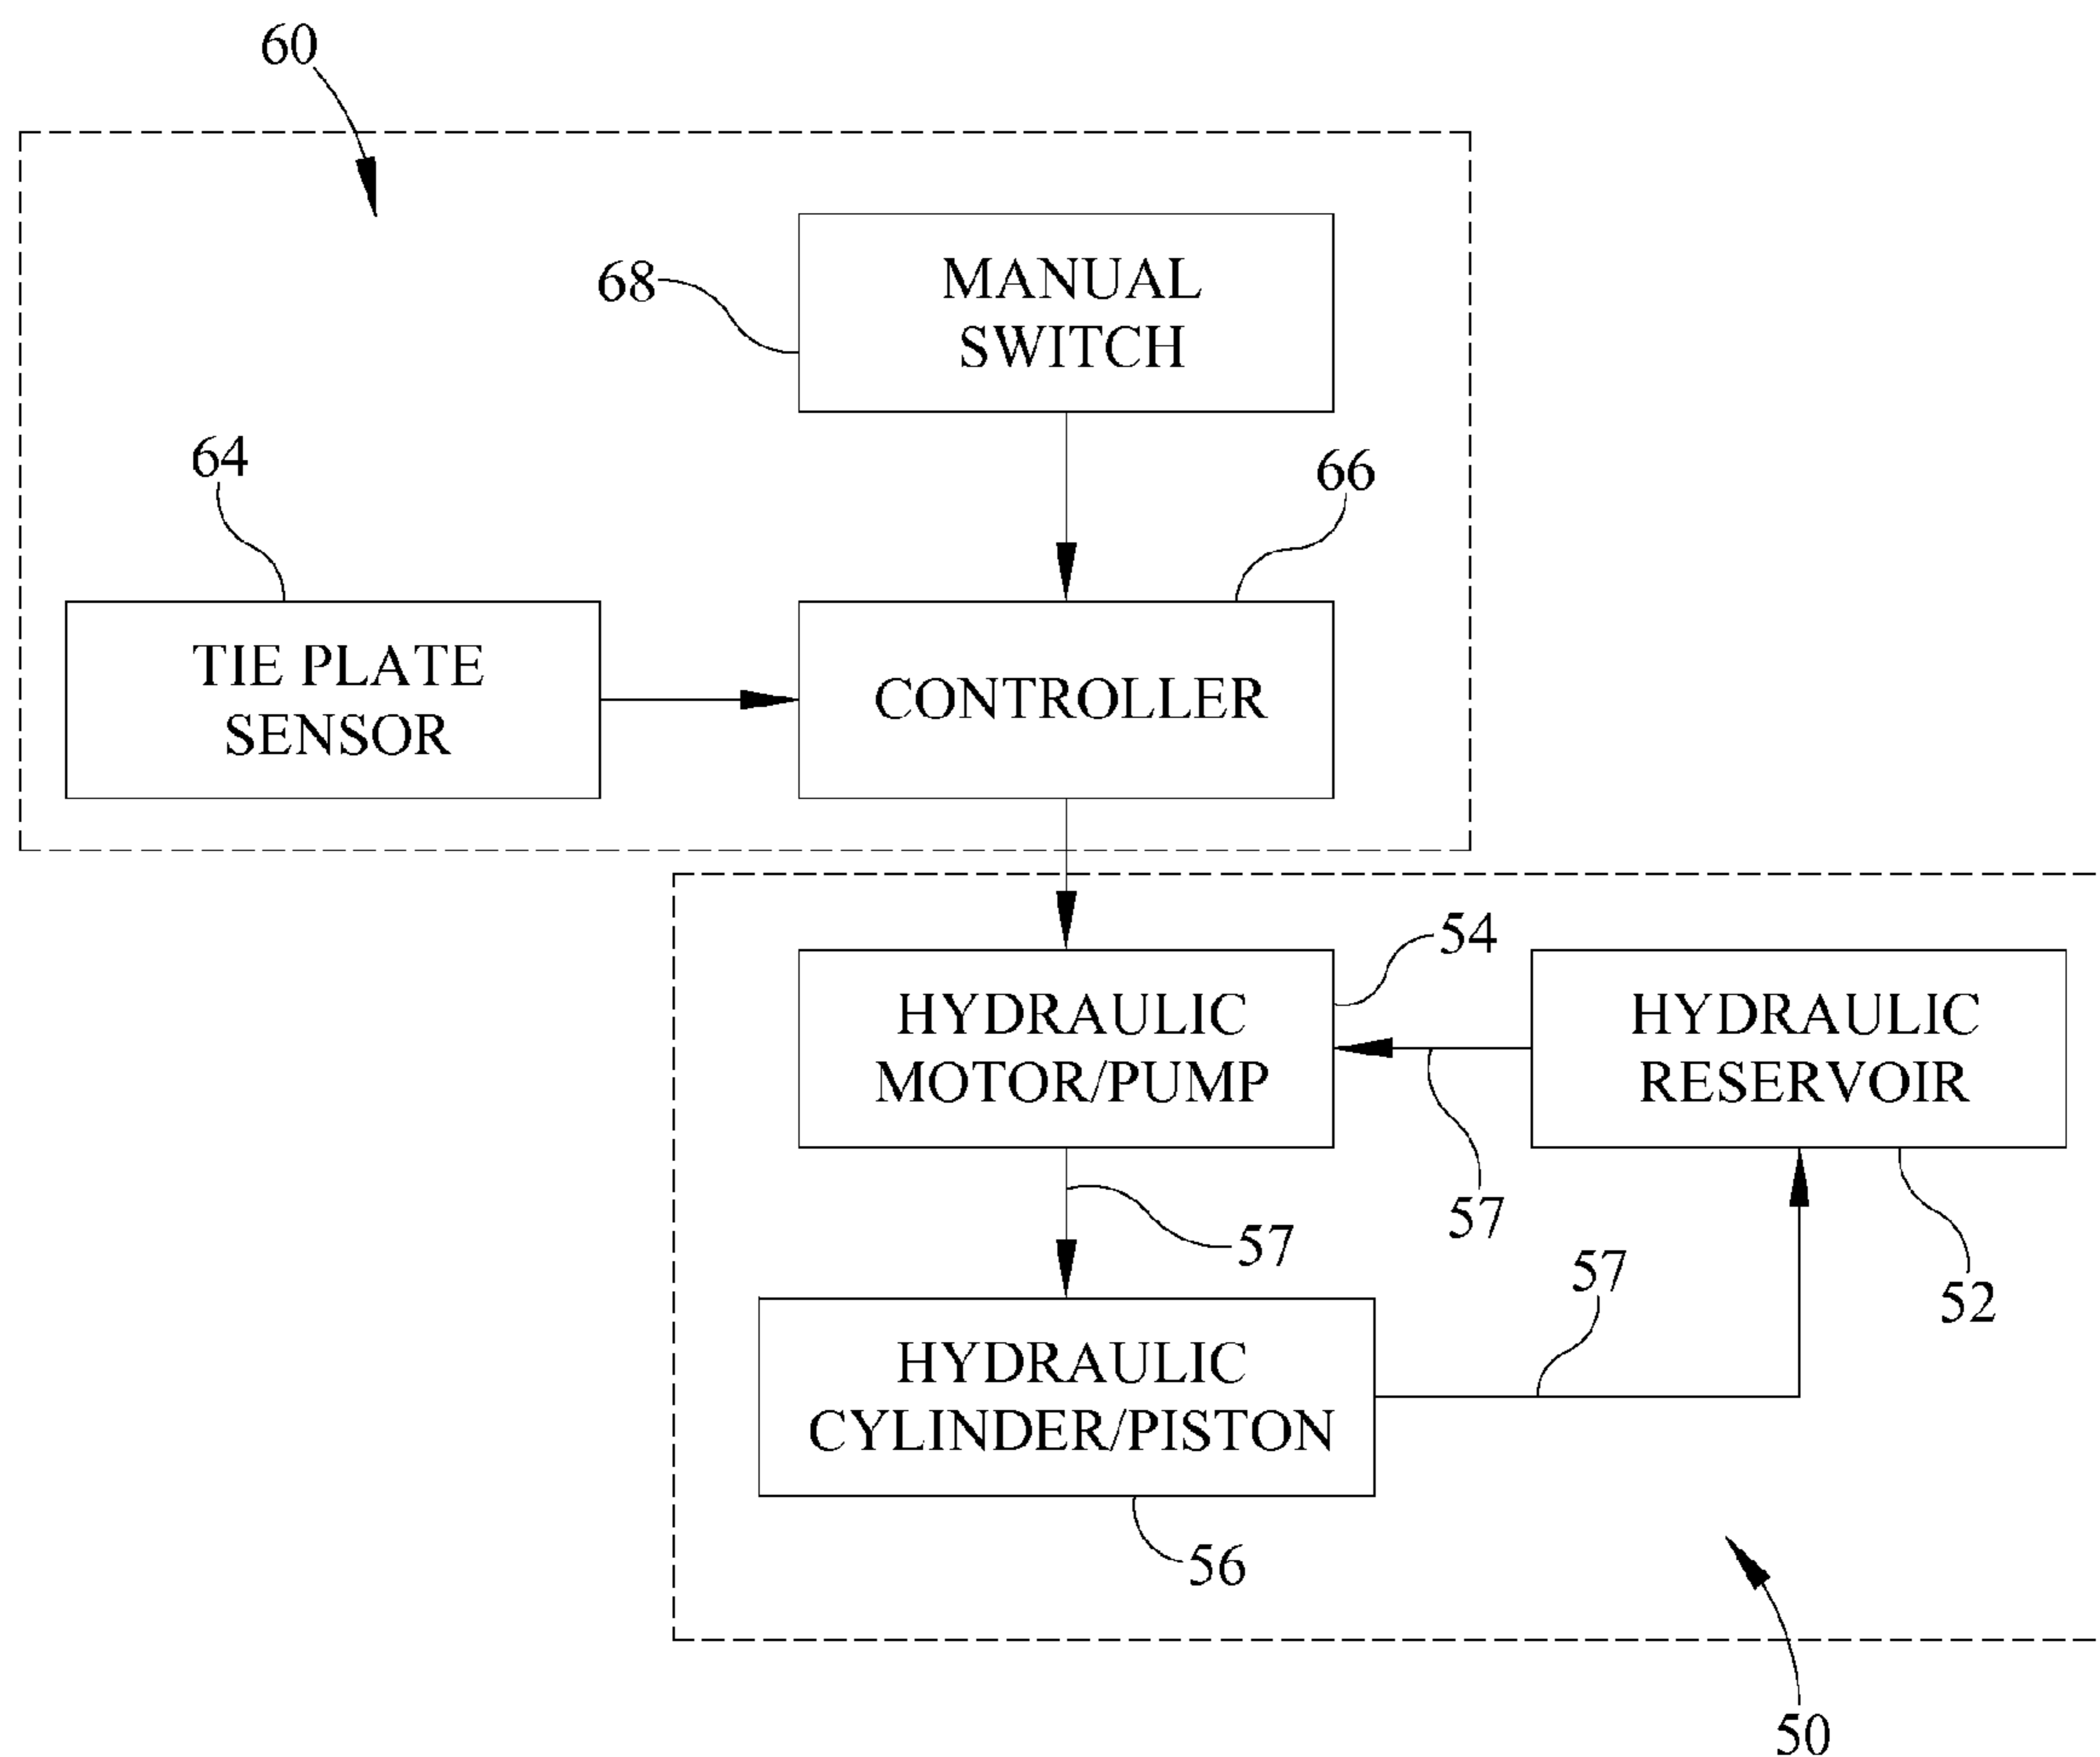 60
68
MANUAL
SWITCH
64
66
TIE PLATE
SENSOR
CONTROLLER
54
HYDRAULIC
MOTOR/PUMP
HYDRAULIC
RESERVOIR
57
57
57
52
HYDRAULIC
CYLINDER/PISTON
56
50